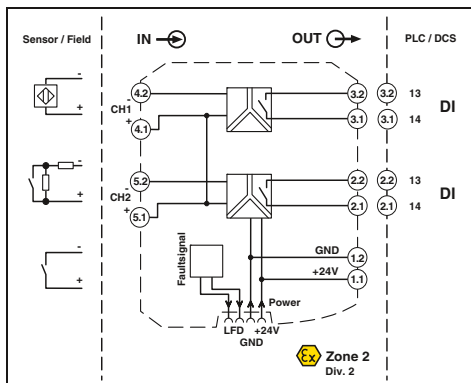 Sensor / Field
IN
OUT
PLC / DCS
-
+
4.2
-
CH1
+
4.1
3.2
3.1
3.2
13
3.1
14
DI
-
+
5.2
-
CH2
+
5.1
2.2
2.1
2.2
13
2.1
14
DI
-
+
Faultsignal
GND
1.2
+24V
1.1
Power
LFD
+24V
GND
Ex
Zone 2
Div. 2